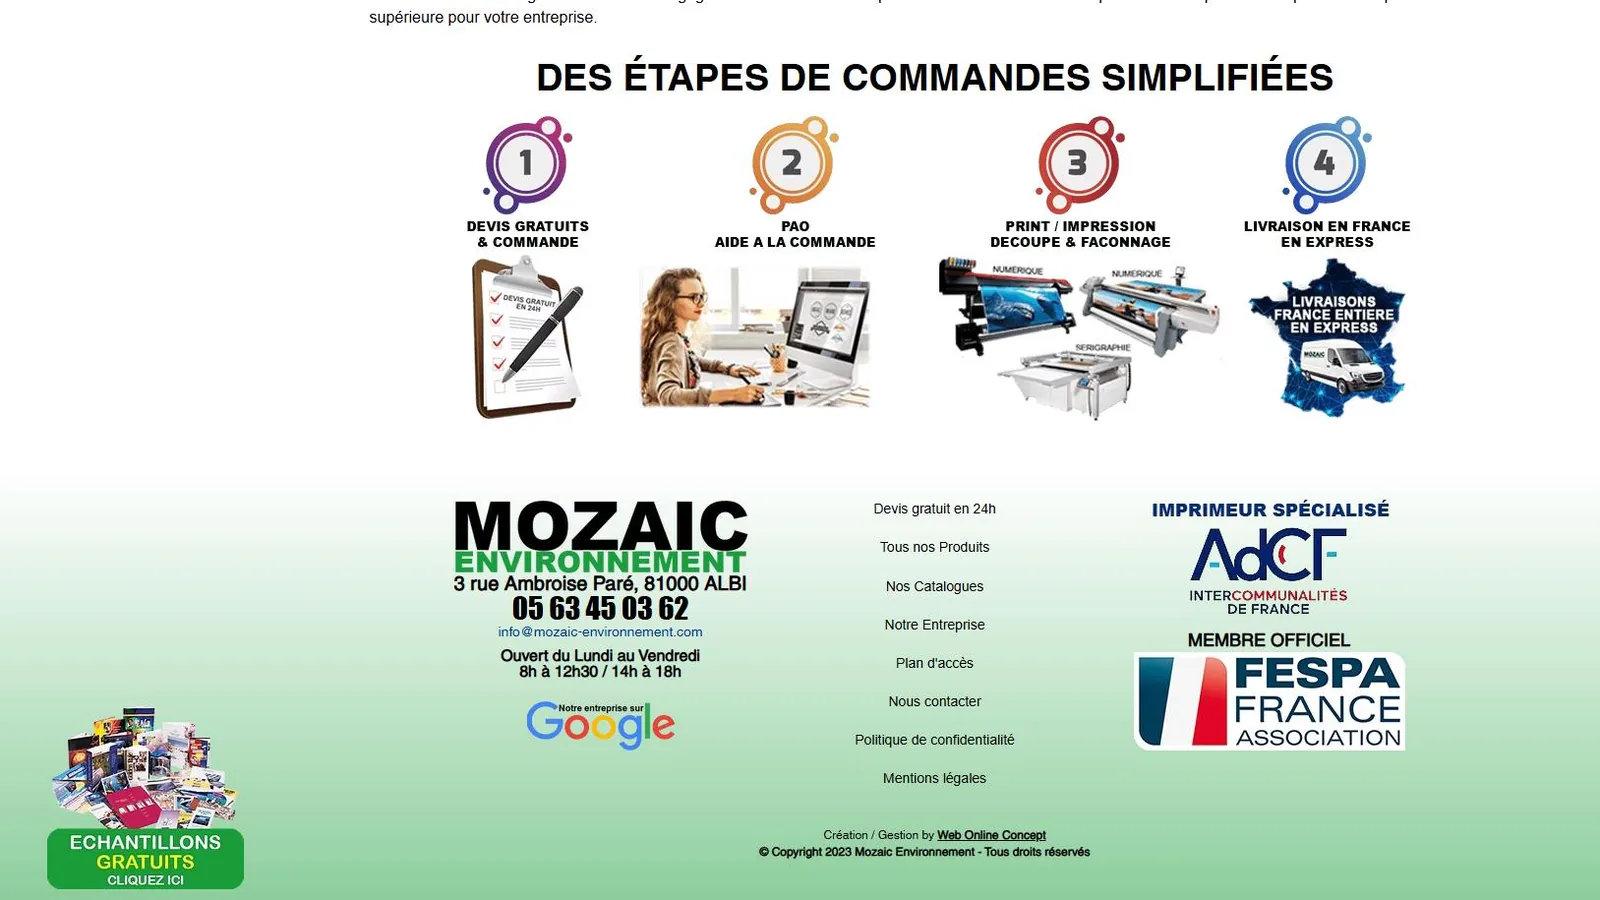 supérieure pour votre entreprise.
DES ÉTAPES DE COMMANDES SIMPLIFIÉES
1
2
3
4
DEVIS GRATUITS
& COMMANDE
PAO
AIDE A LA COMMANDE
PRINT / IMPRESSION
DECOUPE & FACONNAGE
LIVRAISON EN FRANCE
EN EXPRESS
DEVIS GRATUIT
EN 24H
NUMÉRIQUE
NUMÉRIQUE
SÉRIGRAPHIE
LIVRAISONS
FRANCE ENTIERE
EN EXPRESS
MOZAIC
MOZAIC
ENVIRONNEMENT
3 rue Ambroise Paré, 81000 ALBI
05 63 45 03 62
info@mozaic-environnement.com
Ouvert du Lundi au Vendredi
8h à 12h30 / 14h à 18h
Notre entreprise sur
Google
Devis gratuit en 24h
Tous nos Produits
Nos Catalogues
Notre Entreprise
Plan d'accès
Nous contacter
Politique de confidentialité
Mentions légales
IMPRIMEUR SPÉCIALISÉ
AdCF
INTERCOMMUNALITÉS
DE FRANCE
MEMBRE OFFICIEL
FESPA
FRANCE
ASSOCIATION
ECHANTILLONS
GRATUITS
CLIQUEZ ICI
Création / Gestion by Web Online Concept
© Copyright 2023 Mozaic Environnement - Tous droits réservés